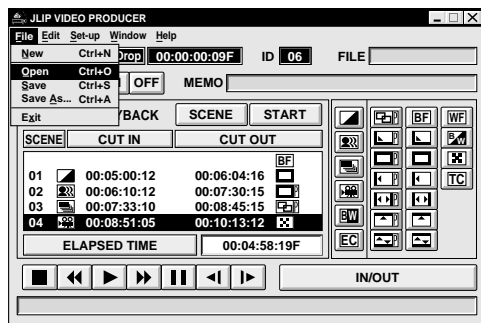 JLIP VIDEO PRODUCER
File Edit Set-up Window Help
New Ctrl+N
Open Ctrl+O
Save Ctrl+S
Save As... Ctrl+A
Exit
Drop 00:00:00:09F ID 06 FILE
OFF MEMO
YBACK SCENE START
SCENE CUT IN CUT OUT
BF
01 00:05:00:12 00:06:04:16
02 00:06:10:12 00:07:30:15 P
03 00:07:33:10 00:08:45:15 P
04 00:08:51:05 00:10:13:12
ELAPSED TIME 00:04:58:19F
BW
EC
P BF WF
P B/W
P
P TC
P
P
P
IN/OUT